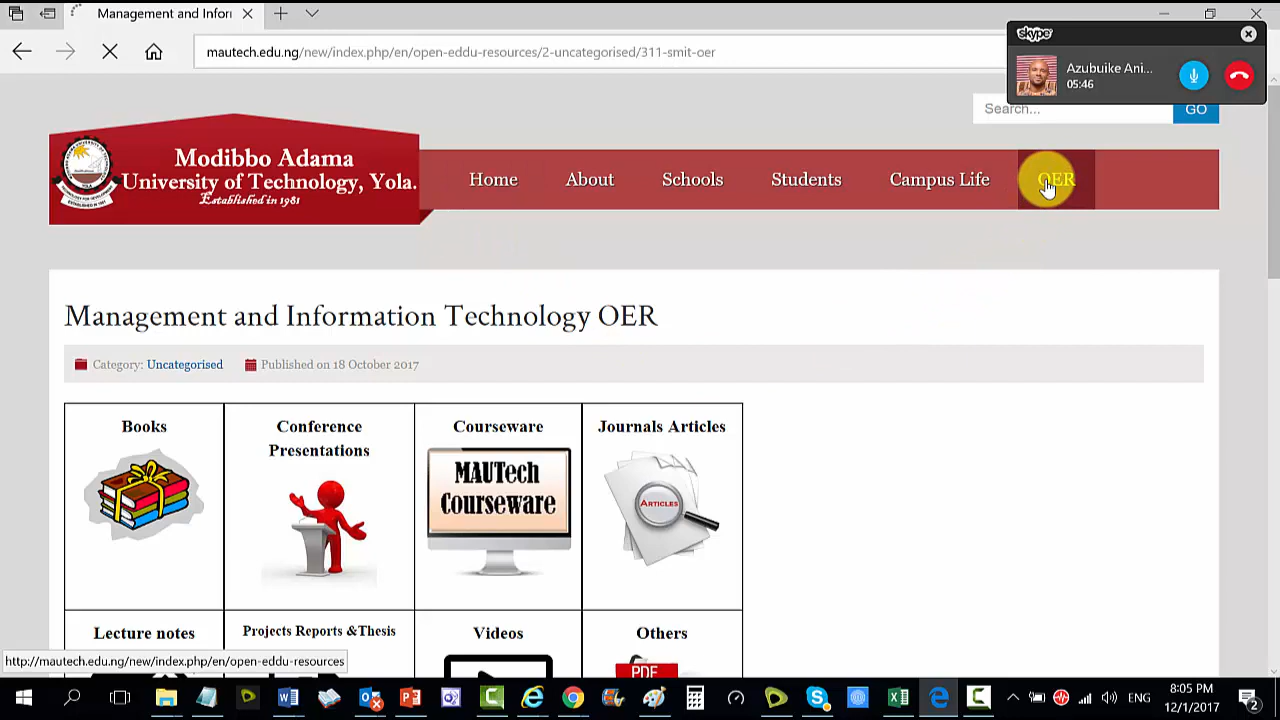 Management and Infor
mautech.edu.ng/new/index.php/en/open-eddu-resources/2-uncategorised/311-smit-oer
skype
Azubuike Ani...
05:46
Search...
GO
Modibbo Adama
University of Technology, Yola.
Established in 1981
Home
About
Schools
Students
Campus Life
OER
Management and Information Technology OER
Category: Uncategorised
Published on 18 October 2017
Books
Conference
Presentations
Courseware
Journals Articles
MAUTech
Courseware
ARTICLES
Lecture notes
Projects Reports &Thesis
Videos
Others
PDF
http://mautech.edu.ng/new/index.php/en/open-eddu-resources
ENG
8:05 PM
12/1/2017
2